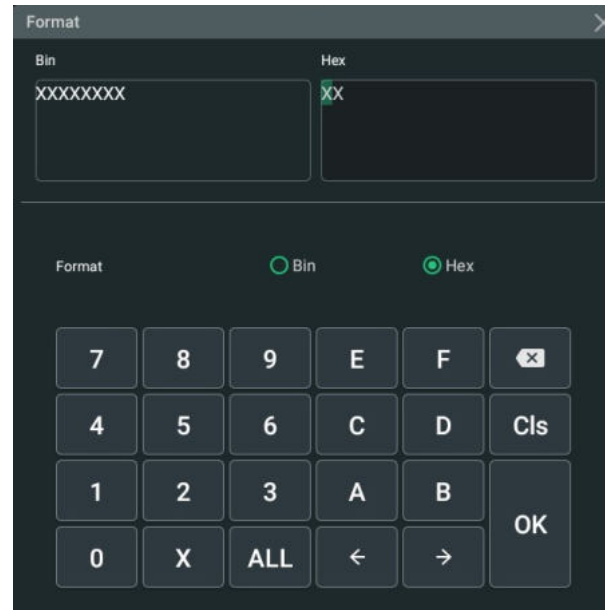 Format
Bin Hex
XXXXXXXX XX
Format Bin Hex
7 8 9 E F
4 5 6 C D Cls
1 2 3 A B
OK
0 X ALL ← →